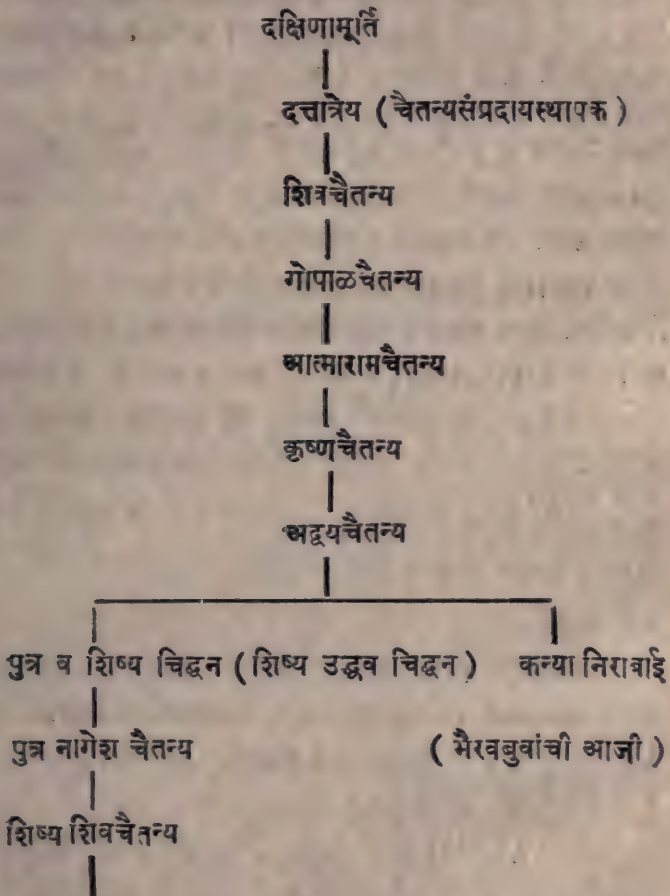 दक्षिणामूर्ति
दत्तात्रेय ( चैतन्यसंप्रदायस्थापक )
शिवचैतन्य
गोपाळचैतन्य
आत्मारामचैतन्य
कृष्णचैतन्य
अद्वयचैतन्य
पुत्र व शिष्य चिद्घन ( शिष्य उद्धव चिद्घन ) कन्या निराबाई
पुत्र नागेश चैतन्य ( भैरवबुवांची आजी )
शिष्य शिवचैतन्य